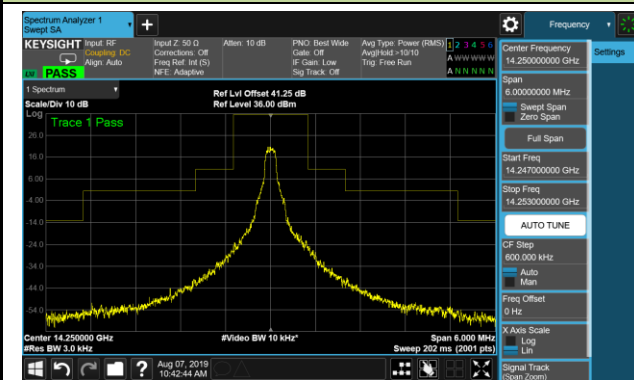 Spectrum Analyzer 1
Swept SA
+
Frequency
KEYSIGHT
Input: RF
Coupling: DC
Align: Auto
Input Z: 50 Ω
Corrections: Off
Freq Ref: Int (S)
NFE: Adaptive
Atten: 10 dB
PNO: Best Wide
Gate: Off
IF Gain: Low
Sig Track: Off
Avg Type: Power (RMS)
Avg|Hold:>10/10
Trig: Free Run
1 2 3 4 5 6
A W W W W W
A N N N N N
PASS
1 Spectrum
Scale/Div 10 dB
Ref Lvl Offset 41.25 dB
Ref Level 36.00 dBm
Log
Trace 1 Pass
26.0
16.0
6.00
-4.00
-14.0
-24.0
-34.0
-44.0
-54.0
Center 14.250000 GHz
#Res BW 3.0 kHz
#Video BW 10 kHz*
Span 6.000 MHz
Sweep 202 ms (2001 pts)
Center Frequency
14.250000000 GHz
Settings
Span
6.00000000 MHz
Swept Span
Zero Span
Full Span
Start Freq
14.247000000 GHz
Stop Freq
14.253000000 GHz
AUTO TUNE
CF Step
600.000 kHz
Auto
Man
Freq Offset
0 Hz
X Axis Scale
Log
Lin
Signal Track
(Span Zoom)
?
Aug 07, 2019
10:42:44 AM